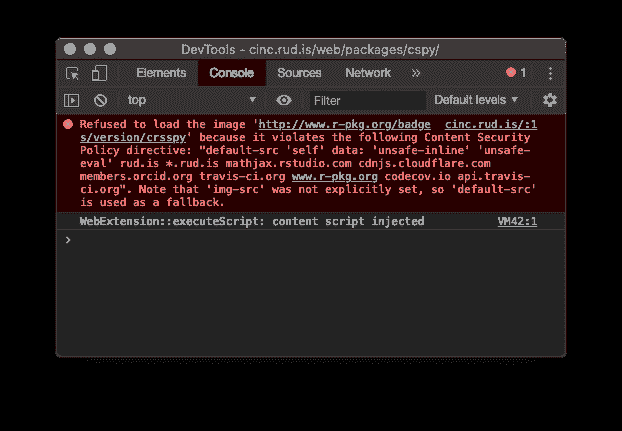 DevTools - cinc.rud.is/web/packages/cspy/
Elements Console Sources Network » 1
top Filter Default levels ▼
Refused to load the image 'http://www.r-pkg.org/badge cinc.rud.is/:1
s/version/crsspy' because it violates the following Content Security
Policy directive: "default-src 'self' data: 'unsafe-inline' 'unsafe-
eval' rud.is *.rud.is mathjax.rstudio.com cdnjs.cloudflare.com
members.orcid.org travis-ci.org www.r-pkg.org codecov.io api.travis-
ci.org". Note that 'img-src' was not explicitly set, so 'default-src'
is used as a fallback.
WebExtension::executeScript: content script injected VM42:1
>